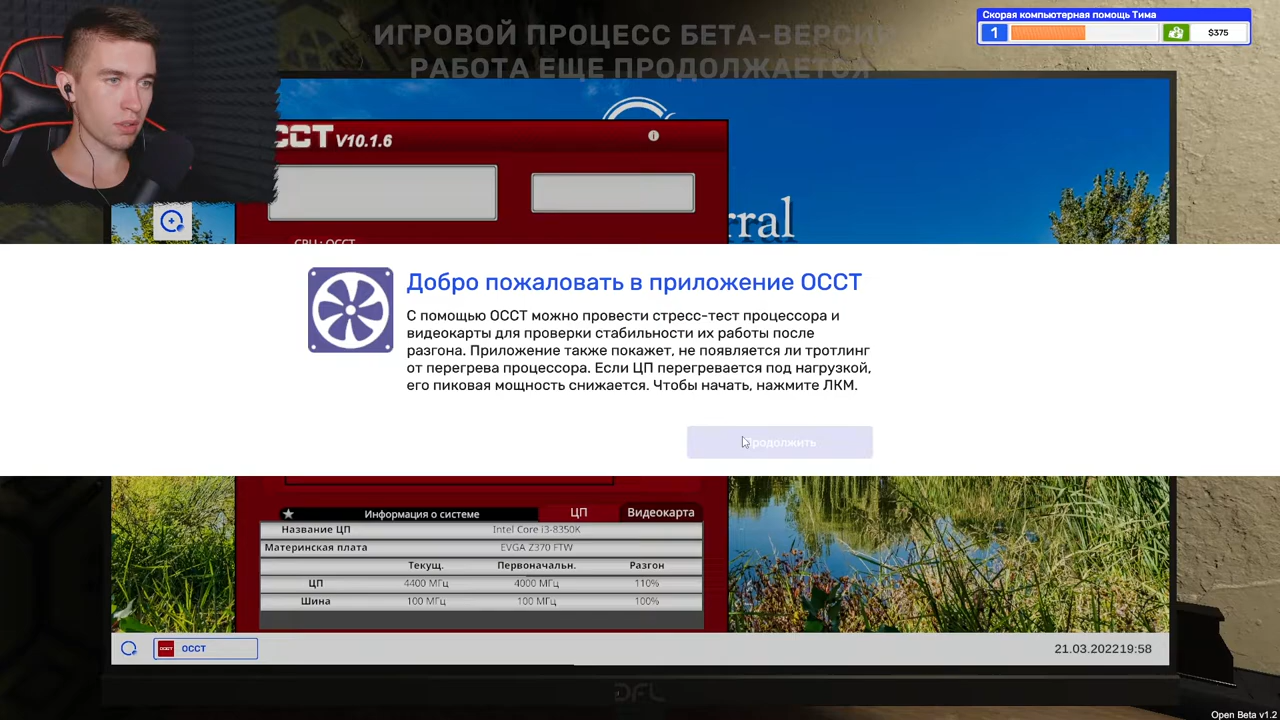 ИГРОВОЙ ПРОЦЕСС БЕТА-ВЕРСИИ
РАБОТА ЕЩЕ ПРОДОЛЖАЕТСЯ
Скорая компьютерная помощь Тима
1
$375
V10.1.6
rral
CPU : OCCT
Добро пожаловать в приложение OCCT
С помощью OCCT можно провести стресс-тест процессора и
видеокарты для проверки стабильности их работы после
разгона. Приложение также покажет, не появляется ли тротлинг
от перегрева процессора. Если ЦП перегревается под нагрузкой,
его пиковая мощность снижается. Чтобы начать, нажмите ЛКМ.
Продолжить
Информация о системе
ЦП
Видеокарта
Название ЦП Intel Core i3-8350K
Материнская плата EVGA Z370 FTW
Текущ. Первоначальн. Разгон
ЦП 4400 МГц 4000 МГц 110%
Шина 100 МГц 100 МГц 100%
OCCT
21.03.202219:58
DFL
Open Beta v1.2